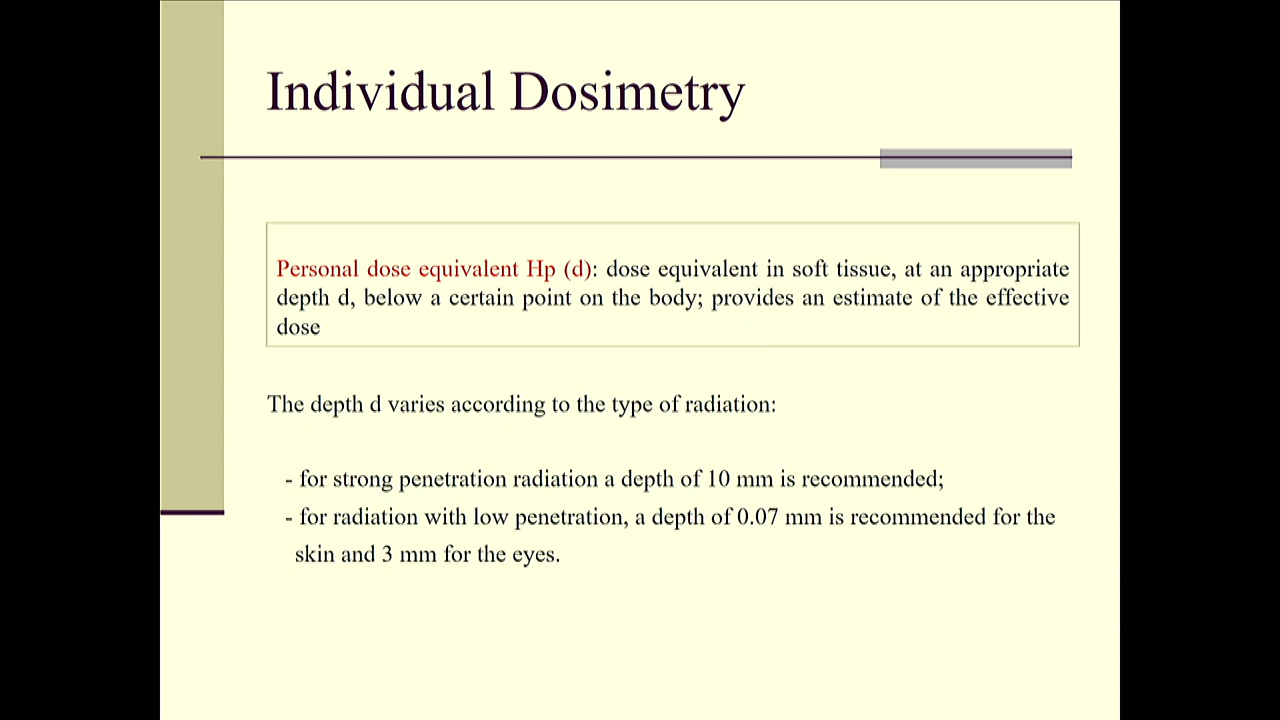 Individual Dosimetry
Personal dose equivalent Hp (d): dose equivalent in soft tissue, at an appropriate
depth d, below a certain point on the body; provides an estimate of the effective
dose
The depth d varies according to the type of radiation:
- for strong penetration radiation a depth of 10 mm is recommended;
- for radiation with low penetration, a depth of 0.07 mm is recommended for the
skin and 3 mm for the eyes.